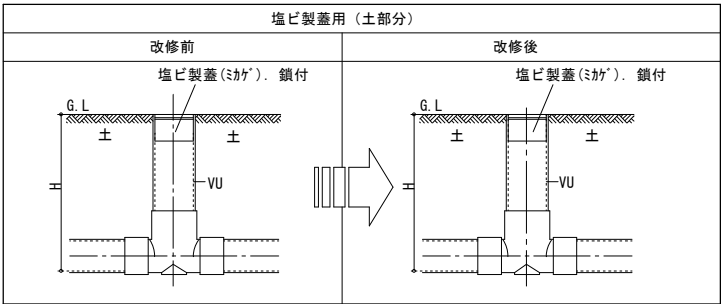 塩ビ製蓋用（土部分）
改修前
改修後
塩ビ製蓋(ﾐｶｹﾞ). 鎖付
G.L
土
土
H
VU
塩ビ製蓋(ﾐｶｹﾞ). 鎖付
G.L
土
土
H
VU